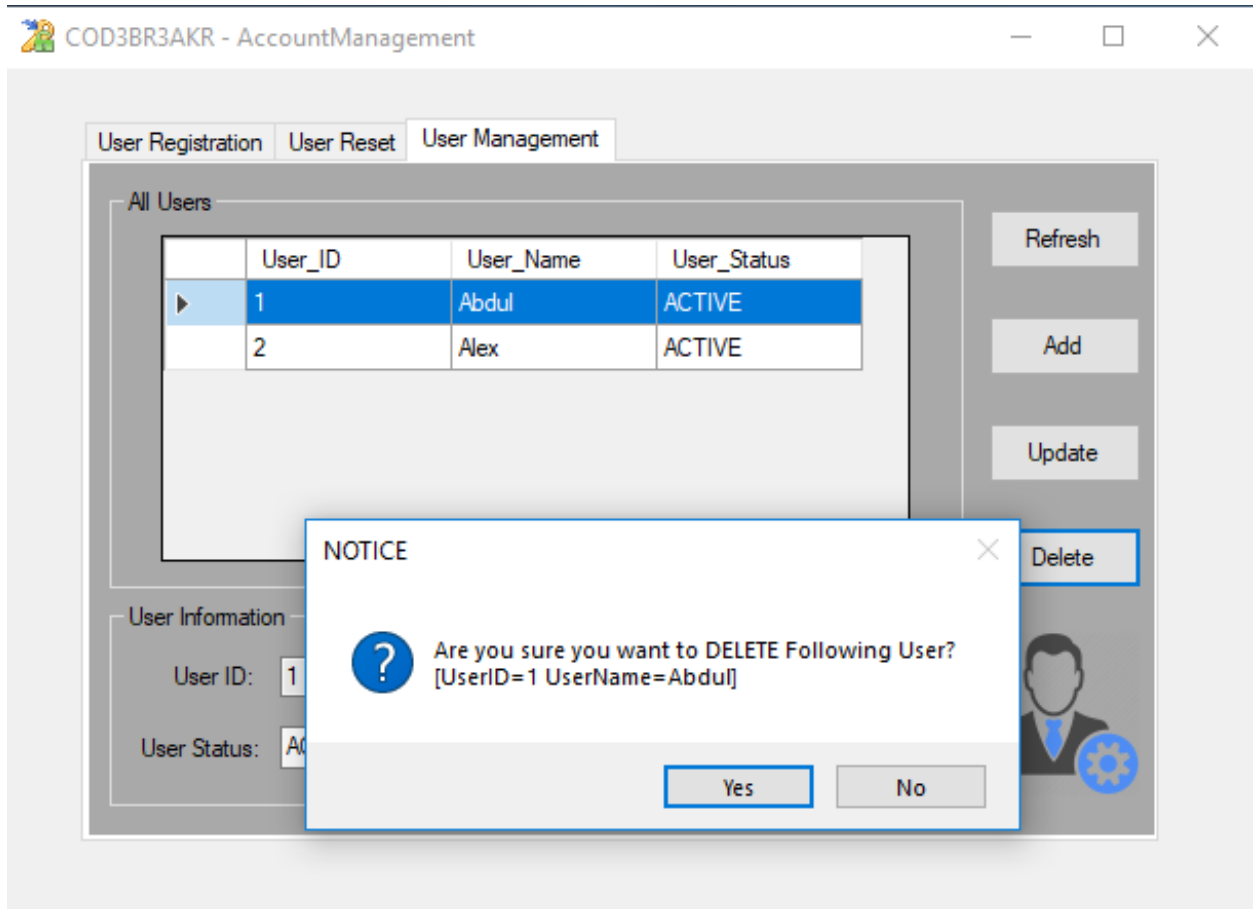 COD3BR3AKR - AccountManagement
User Registration User Reset User Management
All Users
User_ID User_Name User_Status
1 Abdul ACTIVE
2 Alex ACTIVE
Refresh
Add
Update
Delete
NOTICE
Are you sure you want to DELETE Following User?
[UserID=1 UserName=Abdul]
Yes No
User Information
User ID: 1
User Status: